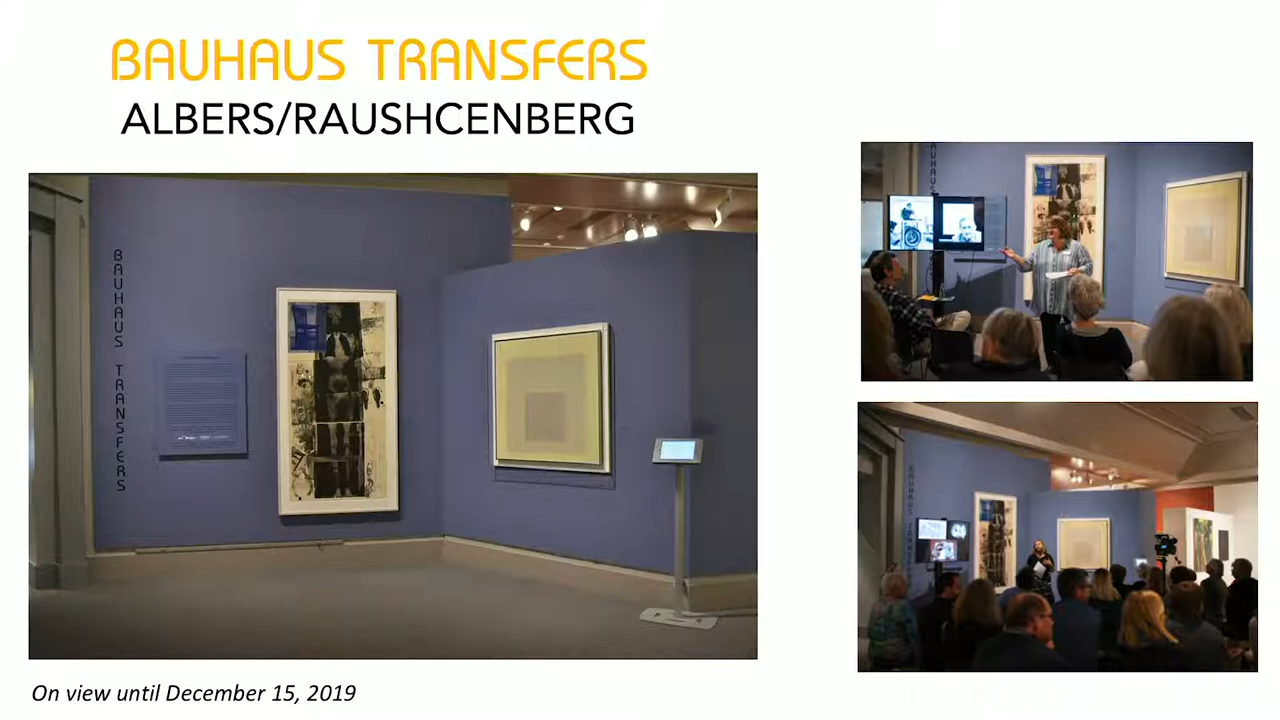 BAUHAUS TRANSFERS
ALBERS/RAUSHCENBERG
BAUHAUS TRANSFERS
On view until December 15, 2019